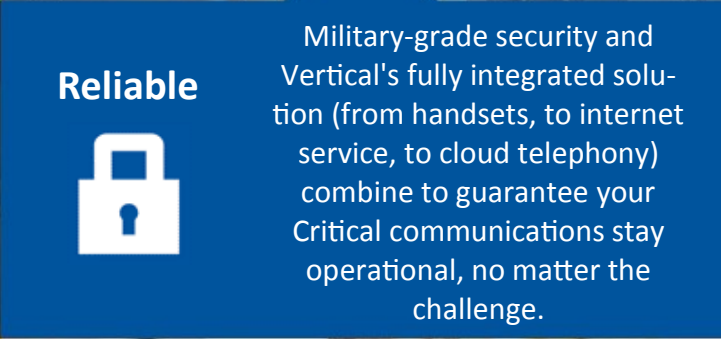 Reliable
Military-grade security and
Vertical's fully integrated solu-
tion (from handsets, to internet
service, to cloud telephony)
combine to guarantee your
Critical communications stay
operational, no matter the
challenge.